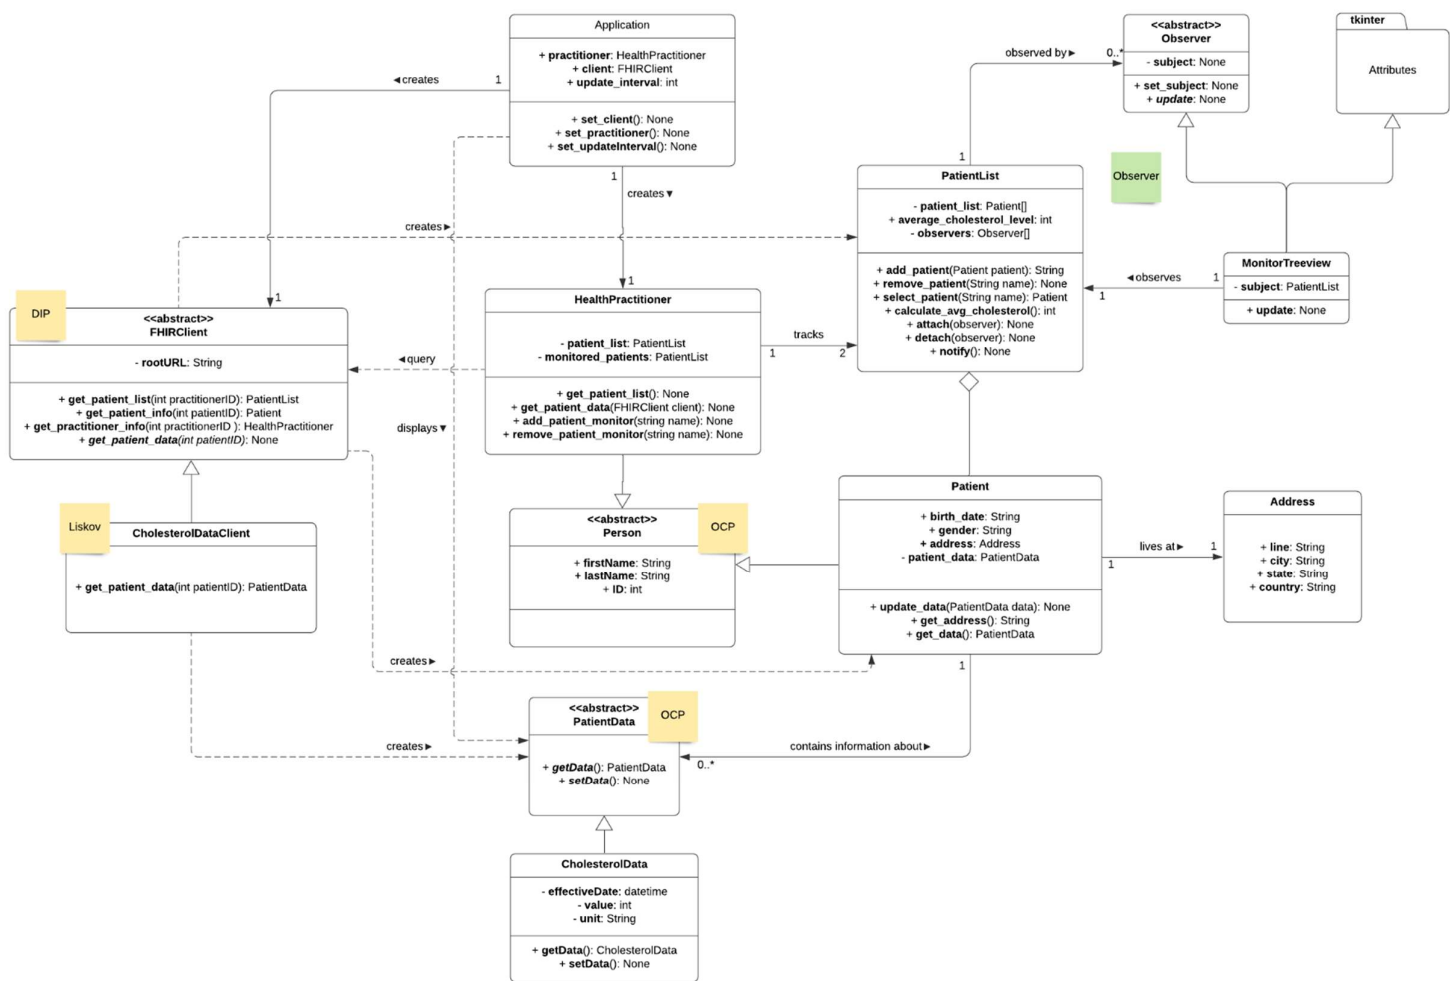 Application
+ practitioner: HealthPractitioner
+ client: FHIRClient
+ update_interval: int
+ set_client(): None
+ set_practitioner(): None
+ set_updateInterval(): None
◄creates
1
1
1
creates▼
1
<<abstract>>
Observer
- subject: None
+ set_subject: None
+ update: None
observed by►
0..*
1
tkinter
Attributes
Observer
PatientList
- patient_list: Patient[]
+ average_cholesterol_level: int
- observers: Observer[]
+ add_patient(Patient patient): String
+ remove_patient(String name): None
+ select_patient(String name): Patient
+ calculate_avg_cholesterol(): int
+ attach(observer): None
+ detach(observer): None
+ notify(): None
creates►
MonitorTreeview
- subject: PatientList
+ update: None
◄observes
1
1
DIP
<<abstract>>
FHIRClient
- rootURL: String
+ get_patient_list(int practitionerID): PatientList
+ get_patient_info(int patientID): Patient
+ get_practitioner_info(int practitionerID ): HealthPractitioner
+ get_patient_data(int patientID): None
HealthPractitioner
- patient_list: PatientList
- monitored_patients: PatientList
+ get_patient_list(): None
+ get_patient_data(FHIRClient client): None
+ add_patient_monitor(string name): None
+ remove_patient_monitor(string name): None
tracks
1
2
◄query
displays▼
Liskov
CholesterolDataClient
+ get_patient_data(int patientID): PatientData
<<abstract>>
Person
OCP
+ firstName: String
+ lastName: String
+ ID: int
Patient
+ birth_date: String
+ gender: String
+ address: Address
- patient_data: PatientData
+ update_data(PatientData data): None
+ get_address(): String
+ get_data(): PatientData
lives at►
1
1
Address
+ line: String
+ city: String
+ state: String
+ country: String
creates►
1
<<abstract>>
PatientData
OCP
+ getData(): PatientData
+ setData(): None
creates►
contains information about►
0..*
CholesterolData
- effectiveDate: datetime
- value: int
- unit: String
+ getData(): CholesterolData
+ setData(): None